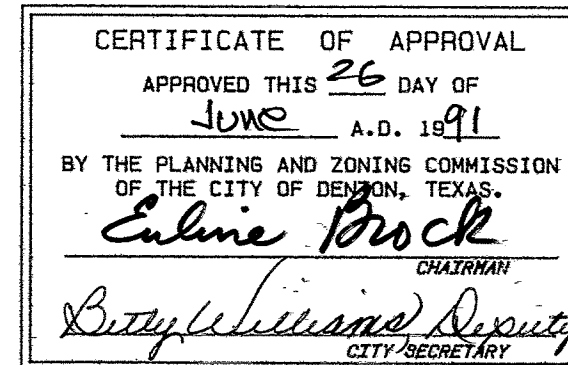 CERTIFICATE OF APPROVAL
APPROVED THIS 26 DAY OF
June A.D. 1991
BY THE PLANNING AND ZONING COMMISSION
OF THE CITY OF DENTON, TEXAS.
Euline Brock
CHAIRMAN
Betty Williams, Deputy
CITY SECRETARY